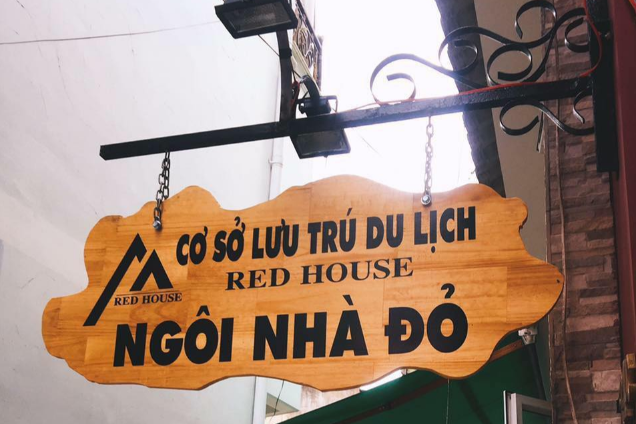 CƠ SỞ LƯU TRÚ DU LỊCH
RED HOUSE
RED HOUSE
NGÔI NHÀ ĐỎ